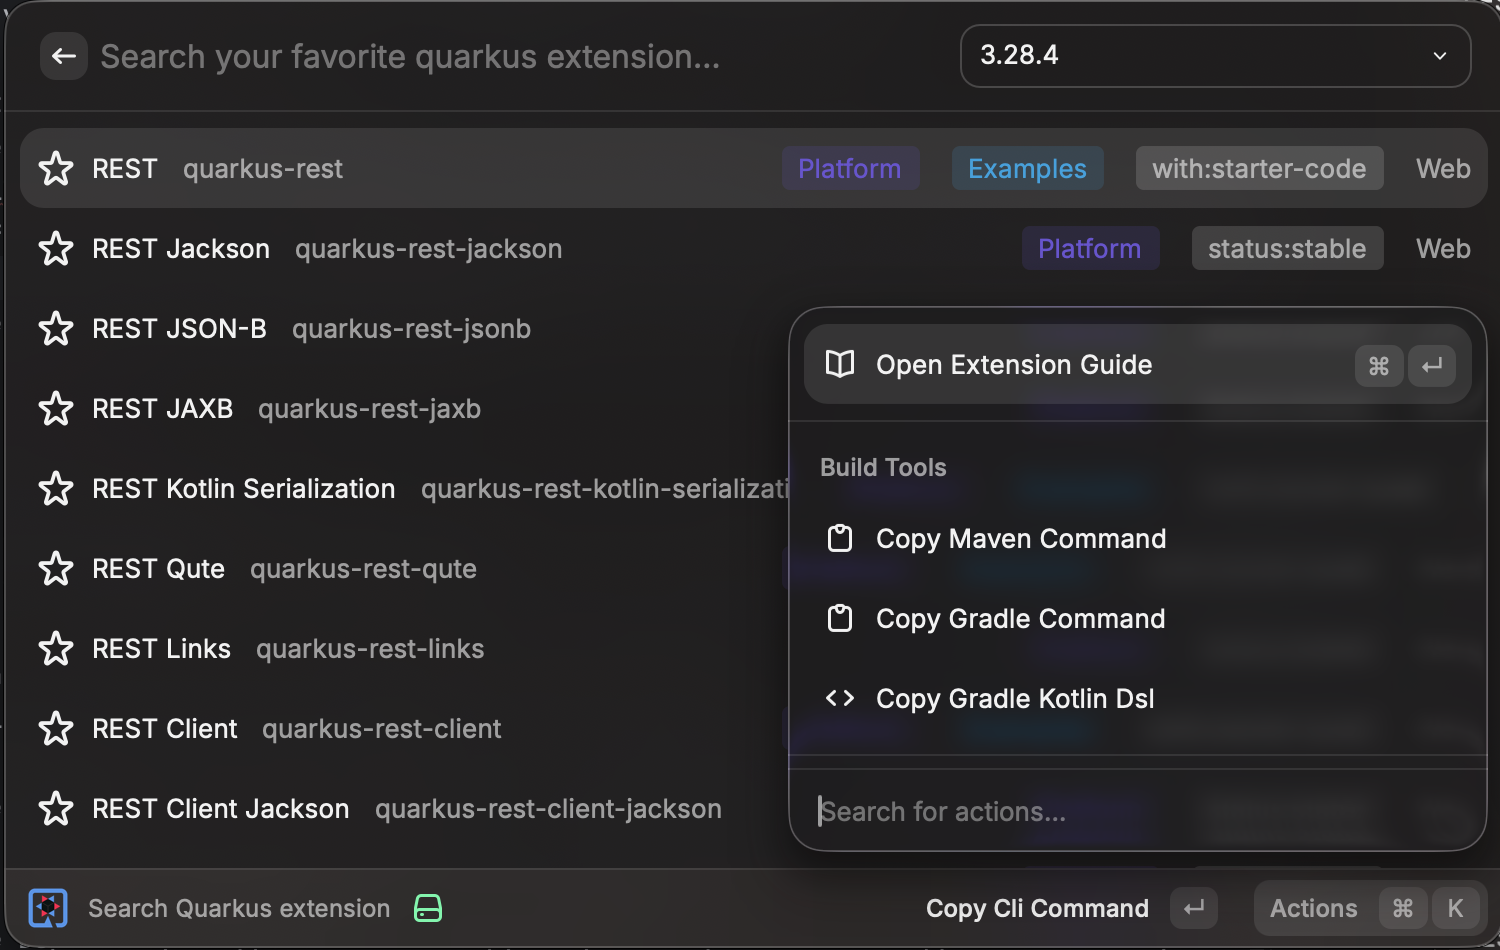 Search your favorite quarkus extension...
3.28.4
REST quarkus-rest Platform Examples with:starter-code Web
REST Jackson quarkus-rest-jackson Platform status:stable Web
REST JSON-B quarkus-rest-jsonb
REST JAXB quarkus-rest-jaxb
REST Kotlin Serialization quarkus-rest-kotlin-serializati
REST Qute quarkus-rest-qute
REST Links quarkus-rest-links
REST Client quarkus-rest-client
REST Client Jackson quarkus-rest-client-jackson
Open Extension Guide ⌘ ↵
Build Tools
Copy Maven Command
Copy Gradle Command
Copy Gradle Kotlin Dsl
Search for actions...
Search Quarkus extension
Copy Cli Command ↵ Actions ⌘ K